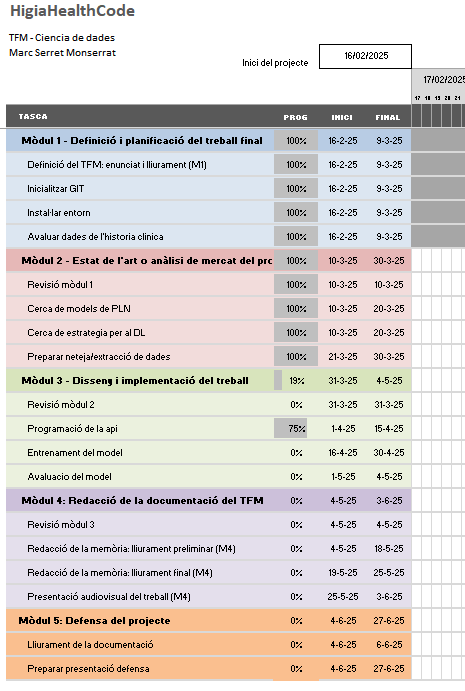 HigiaHealthCode
TFM - Ciencia de dades
Marc Serret Monserrat
Inici del projecte 16/02/2025
17/02/2025
17 18 19 20 21
TASCA PROG INICI FINAL
Mòdul 1 - Definició i planificació del treball final 100% 16-2-25 9-3-25
Definició del TFM: enunciat i lliurament (M1) 100% 16-2-25 9-3-25
Inicialitzar GIT 100% 16-2-25 9-3-25
Instal·lar entorn 100% 16-2-25 9-3-25
Avaluar dades de l'historia clínica 100% 16-2-25 9-3-25
Mòdul 2 - Estat de l'art o anàlisi de mercat del pro 100% 10-3-25 30-3-25
Revisió mòdul 1 100% 10-3-25 10-3-25
Cerca de models de PLN 100% 10-3-25 20-3-25
Cerca de estrategia per al DL 100% 10-3-25 20-3-25
Preparar neteja/extracció de dades 100% 21-3-25 30-3-25
Mòdul 3 - Disseny i implementació del treball 19% 31-3-25 4-5-25
Revisió mòdul 2 0% 31-3-25 31-3-25
Programació de la api 75% 1-4-25 15-4-25
Entrenament del model 0% 16-4-25 30-4-25
Avaluacio del model 0% 1-5-25 4-5-25
Mòdul 4: Redacció de la documentació del TFM 0% 4-5-25 3-6-25
Revisió mòdul 3 0% 4-5-25 4-5-25
Redacció de la memòria: lliurament preliminar (M4) 0% 4-5-25 18-5-25
Redacció de la memòria: lliurament final (M4) 0% 19-5-25 25-5-25
Presentació audiovisual del treball (M4) 0% 25-5-25 3-6-25
Mòdul 5: Defensa del projecte 0% 4-6-25 27-6-25
Lliurament de la documentació 0% 4-6-25 6-6-25
Preparar presentació defensa 0% 4-6-25 27-6-25